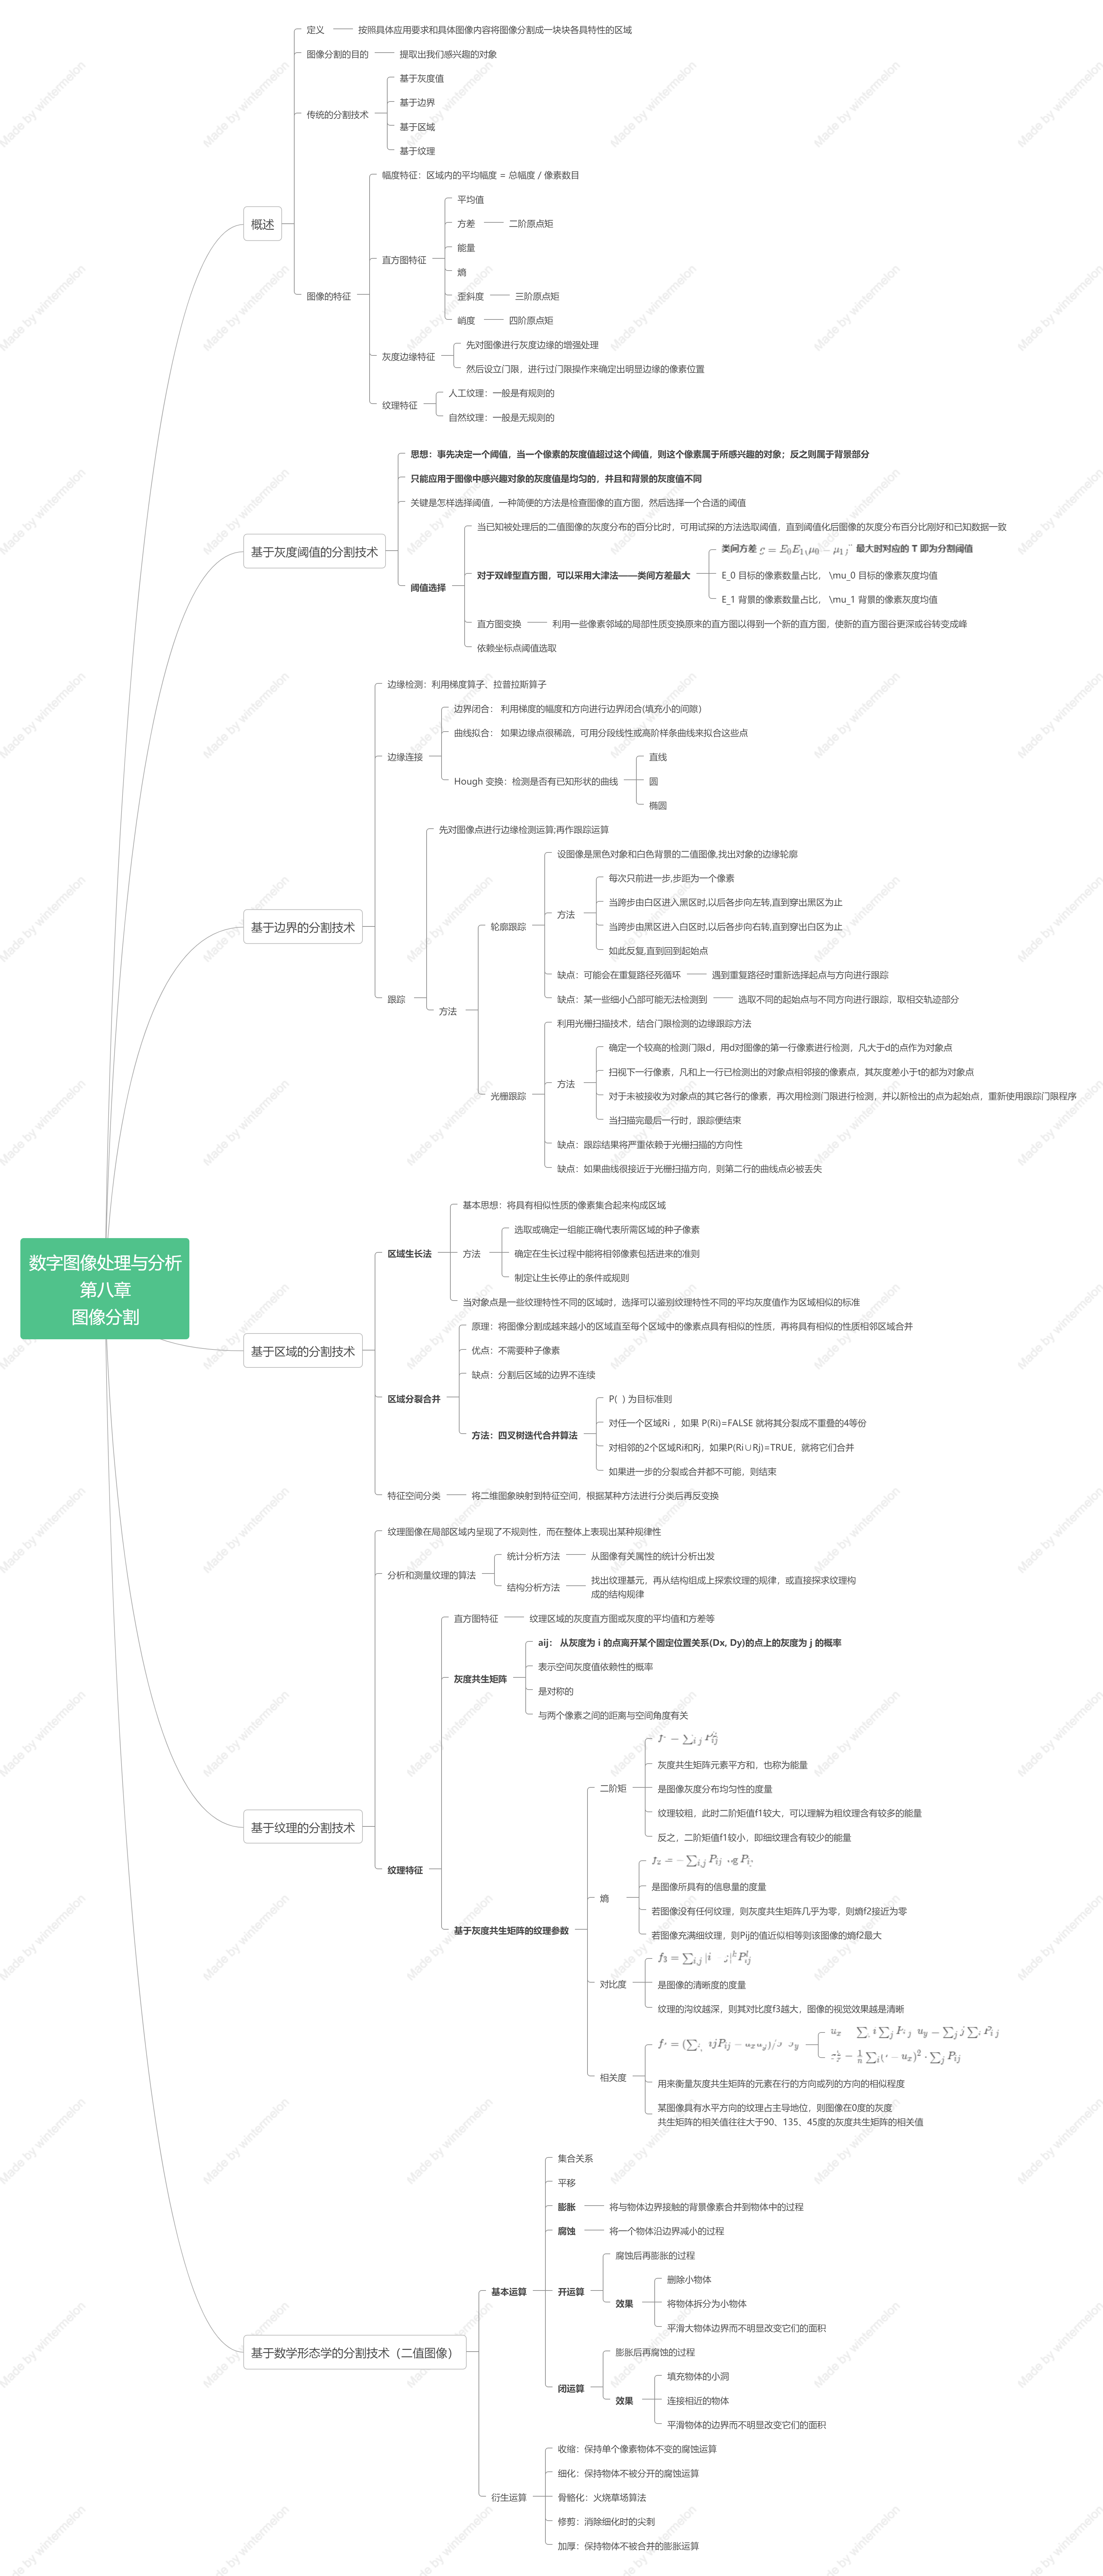 数字图像处理与分析
第八章
图像分割
概述
定义
按照具体应用要求和具体图像内容将图像分割成一块块各具特性的区域
图像分割的目的
提取出我们感兴趣的对象
传统的分割技术
基于灰度值
基于边界
基于区域
基于纹理
图像的特征
幅度特征：区域内的平均幅度 = 总幅度 / 像素数目
直方图特征
平均值
方差
二阶原点矩
能量
熵
歪斜度
三阶原点矩
峭度
四阶原点矩
灰度边缘特征
先对图像进行灰度边缘的增强处理
然后设立门限，进行过门限操作来确定出明显边缘的像素位置
纹理特征
人工纹理：一般是有规则的
自然纹理：一般是无规则的
基于灰度阈值的分割技术
思想：事先决定一个阈值，当一个像素的灰度值超过这个阈值，则这个像素属于所感兴趣的对象；反之则属于背景部分
只能应用于图像中感兴趣对象的灰度值是均匀的，并且和背景的灰度值不同
关键是怎样选择阈值，一种简便的方法是检查图像的直方图，然后选择一个合适的阈值
阈值选择
当已知被处理后的二值图像的灰度分布的百分比时，可用试探的方法选取阈值，直到阈值化后图像的灰度分布百分比刚好和已知数据一致
对于双峰型直方图，可以采用大津法——类间方差最大
类间方差 最大时对应的 T 即为分割阈值
E_0 目标的像素数量占比， \mu_0 目标的像素灰度均值
E_1 背景的像素数量占比， \mu_1 背景的像素灰度均值
直方图变换
利用一些像素邻域的局部性质变换原来的直方图以得到一个新的直方图，使新的直方图谷更深或谷转变成峰
依赖坐标点阈值选取
基于边界的分割技术
边缘检测：利用梯度算子、拉普拉斯算子
边缘连接
边界闭合： 利用梯度的幅度和方向进行边界闭合(填充小的间隙)
曲线拟合： 如果边缘点很稀疏，可用分段线性或高阶样条曲线来拟合这些点
Hough 变换：检测是否有已知形状的曲线
直线
圆
椭圆
跟踪
先对图像点进行边缘检测运算;再作跟踪运算
方法
轮廓跟踪
设图像是黑色对象和白色背景的二值图像,找出对象的边缘轮廓
方法
每次只前进一步,步距为一个像素
当跨步由白区进入黑区时,以后各步向左转,直到穿出黑区为止
当跨步由黑区进入白区时,以后各步向右转,直到穿出白区为止
如此反复,直到回到起始点
缺点：可能会在重复路径死循环
遇到重复路径时重新选择起点与方向进行跟踪
缺点：某一些细小凸部可能无法检测到
选取不同的起始点与不同方向进行跟踪，取相交轨迹部分
光栅跟踪
利用光栅扫描技术，结合门限检测的边缘跟踪方法
方法
确定一个较高的检测门限d，用d对图像的第一行像素进行检测，凡大于d的点作为对象点
扫视下一行像素，凡和上一行已检测出的对象点相邻接的像素点，其灰度差小于t的都为对象点
对于未被接收为对象点的其它各行的像素，再次用检测门限进行检测，并以新检出的点为起始点，重新使用跟踪门限程序
当扫描完最后一行时，跟踪便结束
缺点：跟踪结果将严重依赖于光栅扫描的方向性
缺点：如果曲线很接近于光栅扫描方向，则第二行的曲线点必被丢失
基于区域的分割技术
区域生长法
基本思想：将具有相似性质的像素集合起来构成区域
方法
选取或确定一组能正确代表所需区域的种子像素
确定在生长过程中能将相邻像素包括进来的准则
制定让生长停止的条件或规则
当对象点是一些纹理特性不同的区域时，选择可以鉴别纹理特性不同的平均灰度值作为区域相似的标准
区域分裂合并
原理：将图像分割成越来越小的区域直至每个区域中的像素点具有相似的性质，再将具有相似的性质相邻区域合并
优点：不需要种子像素
缺点：分割后区域的边界不连续
方法：四叉树迭代合并算法
P( ) 为目标准则
对任一个区域Ri ，如果 P(Ri)=FALSE 就将其分裂成不重叠的4等份
对相邻的2个区域Ri和Rj，如果P(Ri∪Rj)=TRUE，就将它们合并
如果进一步的分裂或合并都不可能，则结束
特征空间分类
将二维图象映射到特征空间，根据某种方法进行分类后再反变换
基于纹理的分割技术
纹理图像在局部区域内呈现了不规则性，而在整体上表现出某种规律性
分析和测量纹理的算法
统计分析方法
从图像有关属性的统计分析出发
结构分析方法
找出纹理基元，再从结构组成上探索纹理的规律，或直接探求纹理构
成的结构规律
纹理特征
直方图特征
纹理区域的灰度直方图或灰度的平均值和方差等
灰度共生矩阵
aij： 从灰度为 i 的点离开某个固定位置关系(Dx, Dy)的点上的灰度为 j 的概率
表示空间灰度值依赖性的概率
是对称的
与两个像素之间的距离与空间角度有关
基于灰度共生矩阵的纹理参数
二阶矩
灰度共生矩阵元素平方和，也称为能量
是图像灰度分布均匀性的度量
纹理较粗，此时二阶矩值f1较大，可以理解为粗纹理含有较多的能量
反之，二阶矩值f1较小，即细纹理含有较少的能量
熵
是图像所具有的信息量的度量
若图像没有任何纹理，则灰度共生矩阵几乎为零，则熵f2接近为零
若图像充满细纹理，则Pij的值近似相等则该图像的熵f2最大
对比度
是图像的清晰度的度量
纹理的沟纹越深，则其对比度f3越大，图像的视觉效果越是清晰
相关度
用来衡量灰度共生矩阵的元素在行的方向或列的方向的相似程度
某图像具有水平方向的纹理占主导地位，则图像在0度的灰度
共生矩阵的相关值往往大于90、135、45度的灰度共生矩阵的相关值
基于数学形态学的分割技术（二值图像）
基本运算
集合关系
平移
膨胀
将与物体边界接触的背景像素合并到物体中的过程
腐蚀
将一个物体沿边界减小的过程
开运算
腐蚀后再膨胀的过程
效果
删除小物体
将物体拆分为小物体
平滑大物体边界而不明显改变它们的面积
闭运算
膨胀后再腐蚀的过程
效果
填充物体的小洞
连接相近的物体
平滑物体的边界而不明显改变它们的面积
衍生运算
收缩：保持单个像素物体不变的腐蚀运算
细化：保持物体不被分开的腐蚀运算
骨骼化：火烧草场算法
修剪：消除细化时的尖刺
加厚：保持物体不被合并的膨胀运算
Made by wintermelon